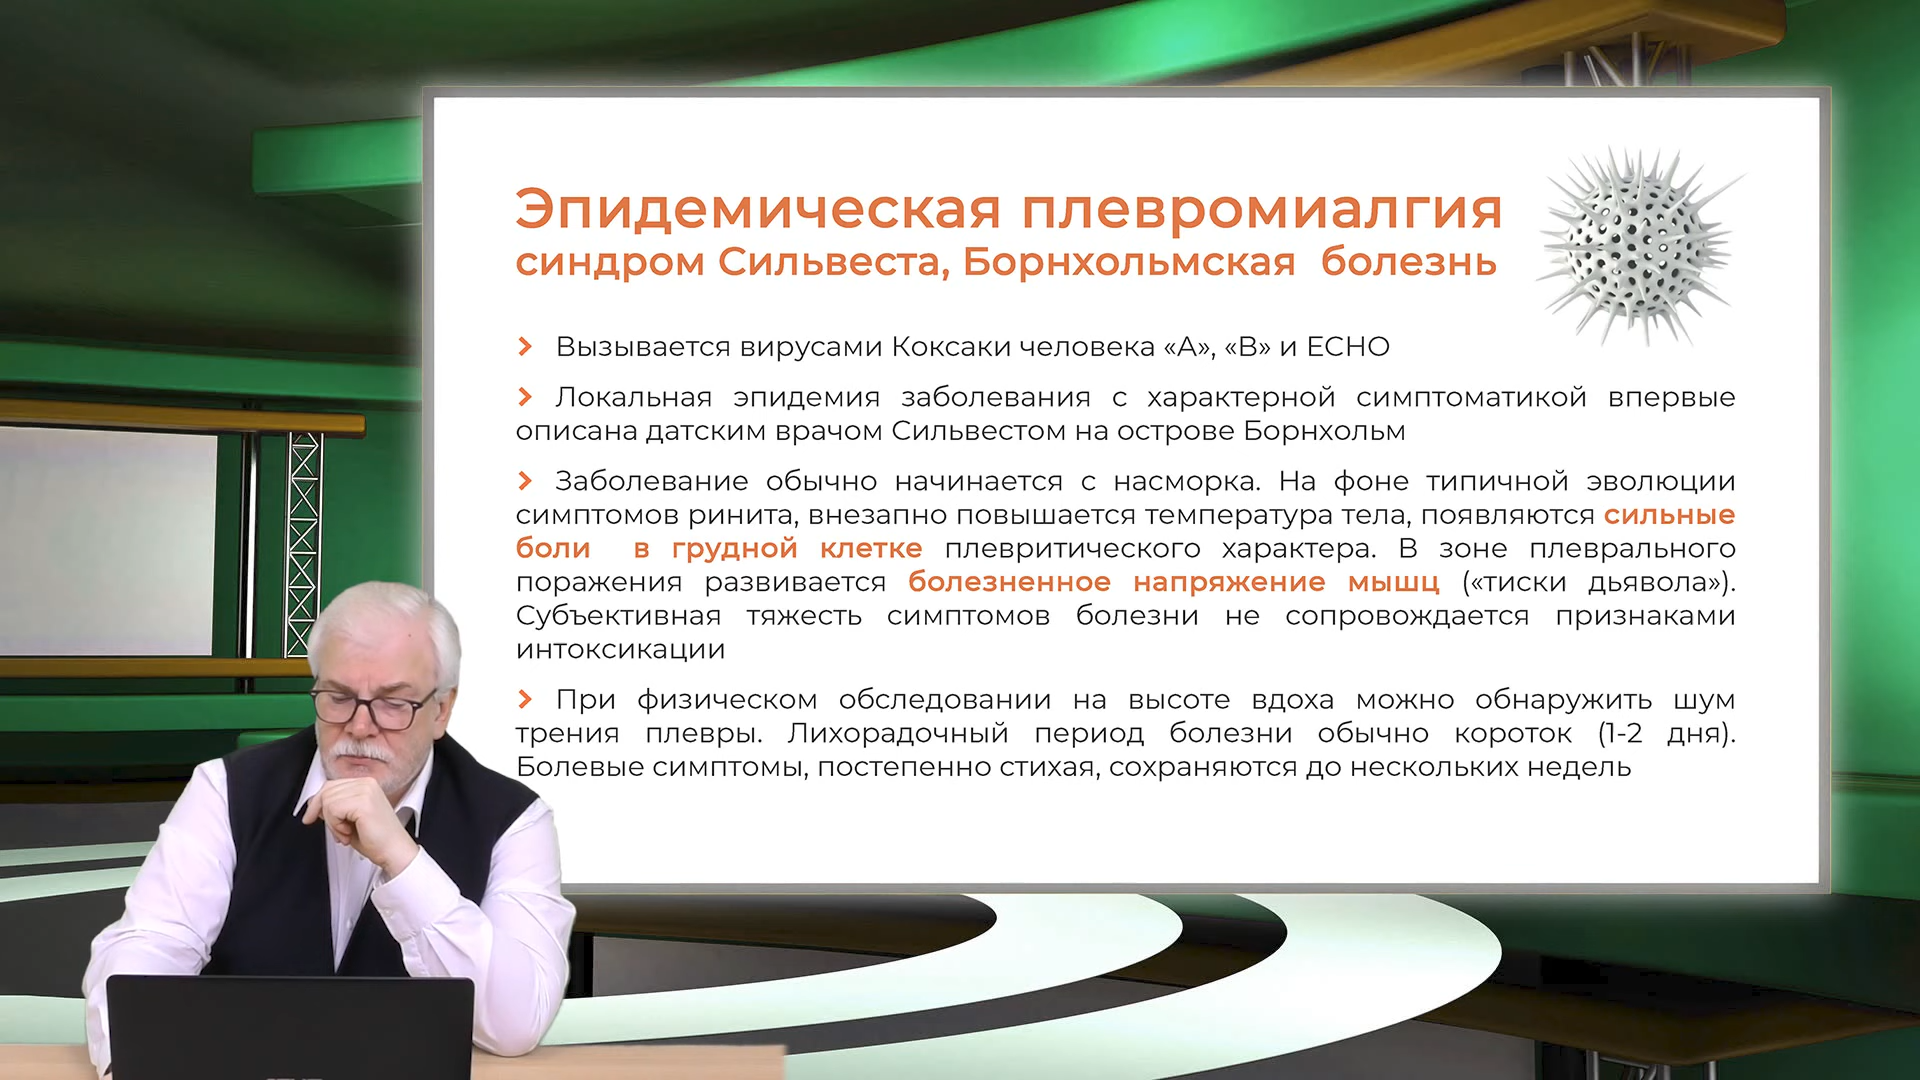 Эпидемическая плевромиалгия
синдром Сильвеста, Борнхольмская болезнь
Вызывается вирусами Коксаки человека «А», «В» и ECHO
Локальная эпидемия заболевания с характерной симптоматикой впервые
описана датским врачом Сильвестом на острове Борнхольм
Заболевание обычно начинается с насморка. На фоне типичной эволюции
симптомов ринита, внезапно повышается температура тела, появляются сильные
боли в грудной клетке плевритического характера. В зоне плеврального
поражения развивается болезненное напряжение мышц («тиски дьявола»).
Субъективная тяжесть симптомов болезни не сопровождается признаками
интоксикации
При физическом обследовании на высоте вдоха можно обнаружить шум
трения плевры. Лихорадочный период болезни обычно короток (1-2 дня).
Болевые симптомы, постепенно стихая, сохраняются до нескольких недель